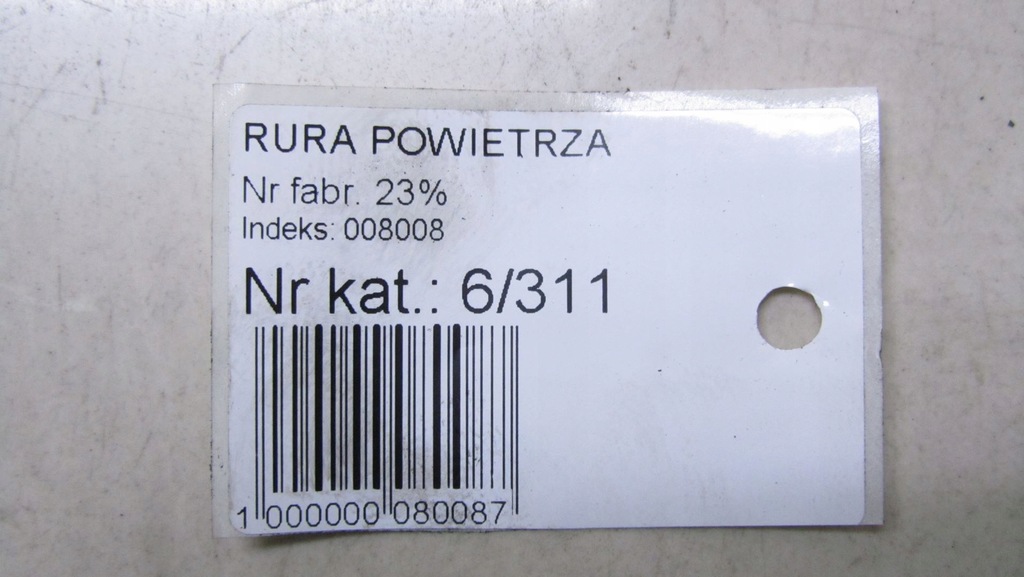 RURA POWIETRZA
Nr fabr. 23%
Indeks: 008008
Nr kat.: 6/311
1 000000 080087